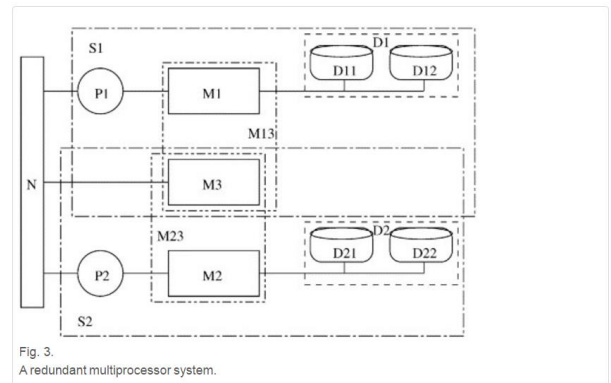 S1
D1
D11
D12
P1
M1
M13
N
M3
M23
D2
D21
D22
P2
M2
S2
Fig. 3.
A redundant multiprocessor system.